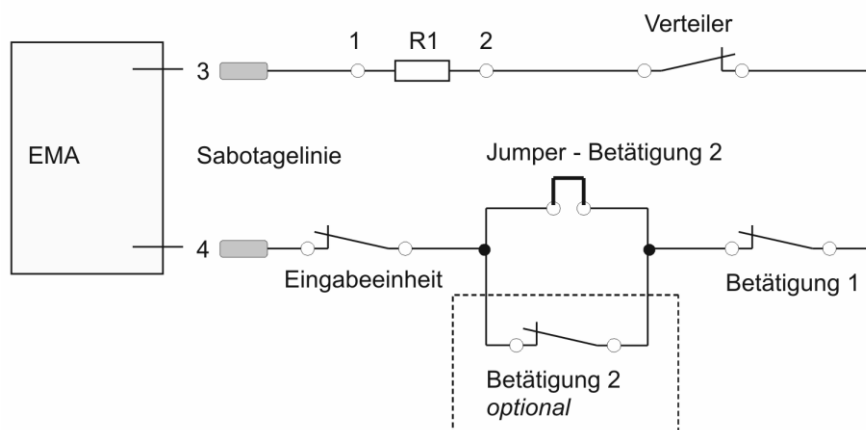 1
R1
2
Verteiler
3
EMA
Sabotagelinie
Jumper - Betätigung 2
4
Eingabeeinheit
Betätigung 1
Betätigung 2
optional